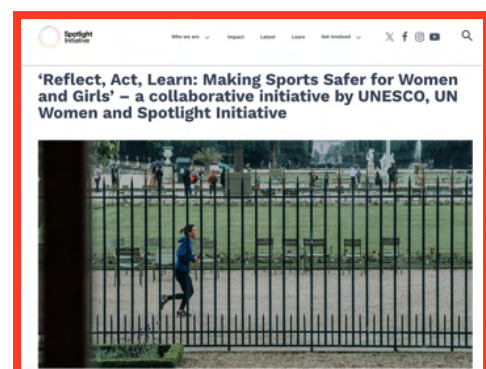 Spotlight
Initiative
Who we are
Impact
Latest
Learn
Get Involved
'Reflect, Act, Learn: Making Sports Safer for Women
and Girls' – a collaborative initiative by UNESCO, UN
Women and Spotlight Initiative